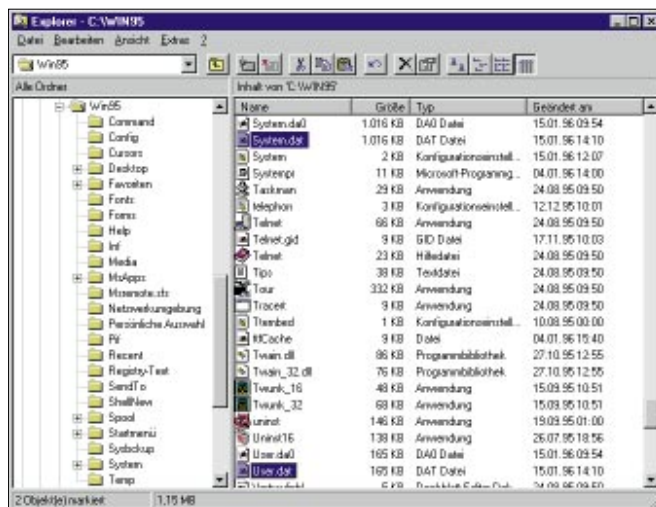 Explorer - C:\WIN95
Datei Bearbeiten Ansicht Extras ?
Win95
Alle Ordner Inhalt von 'C:\WIN95'
Win95
Command
Config
Cursors
Desktop
Favoriten
Fonts
Forms
Help
Inf
Media
MsApps
Msremote.sfs
Netzwerkumgebung
Persönliche Auswahl
Pif
Recent
Registry-Test
SendTo
ShellNew
Spool
Startmenü
Sysbckup
System
Temp
Name Größe Typ Geändert am
System.da0 1.016 KB DA0 Datei 15.01.96 09:54
System.dat 1.016 KB DAT Datei 15.01.96 14:10
System 2 KB Konfigurationseinstell... 15.01.96 12:07
Systempr 11 KB Microsoft-Programmg... 04.01.96 14:00
Taskman 29 KB Anwendung 24.08.95 09:50
telephon 3 KB Konfigurationseinstell... 12.12.95 10:01
Telnet 66 KB Anwendung 24.08.95 09:50
Telnet.gid 9 KB GID Datei 17.11.95 10:03
Telnet 23 KB Hilfedatei 24.08.95 09:50
Tips 38 KB Textdatei 24.08.95 09:50
Tour 332 KB Anwendung 24.08.95 09:50
Tracert 9 KB Anwendung 24.08.95 09:50
Ttembed 1 KB Konfigurationseinstell... 10.08.95 00:00
ttfCache 9 KB Datei 04.01.96 15:40
Twain.dll 86 KB Programmbibliothek 27.10.95 12:55
Twain_32.dll 76 KB Programmbibliothek 27.10.95 12:55
Twunk_16 48 KB Anwendung 15.09.95 10:51
Twunk_32 68 KB Anwendung 15.09.95 10:51
uninst 146 KB Anwendung 19.09.95 01:00
Uninst16 138 KB Anwendung 26.07.95 18:56
User.da0 165 KB DA0 Datei 15.01.96 09:54
User.dat 165 KB DAT Datei 15.01.96 14:10
2 Objekt(e) markiert 1,15 MB